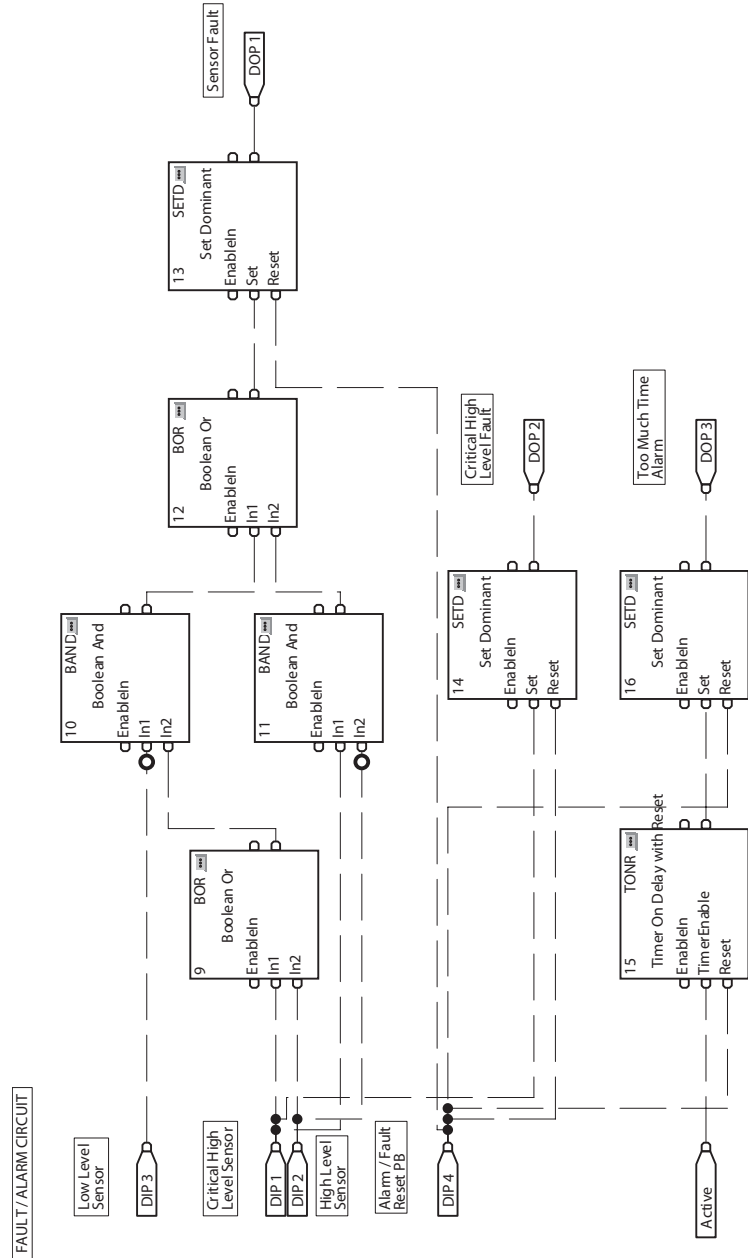 FAULT / ALARM CIRCUIT
Low Level
Sensor
DIP 3
Critical High
Level Sensor
DIP 1
DIP 2
High Level
Sensor
Alarm / Fault
Reset PB
DIP 4
Active
9
BOR
Boolean Or
EnableIn
In1
In2
10
BAND
Boolean And
EnableIn
In1
In2
11
BAND
Boolean And
EnableIn
In1
In2
12
BOR
Boolean Or
EnableIn
In1
In2
13
SETD
Set Dominant
EnableIn
Set
Reset
Sensor Fault
DOP 1
14
SETD
Set Dominant
EnableIn
Set
Reset
Critical High
Level Fault
DOP 2
15
TONR
Timer On Delay with Reset
EnableIn
TimerEnable
Reset
16
SETD
Set Dominant
EnableIn
Set
Reset
Too Much Time
Alarm
DOP 3